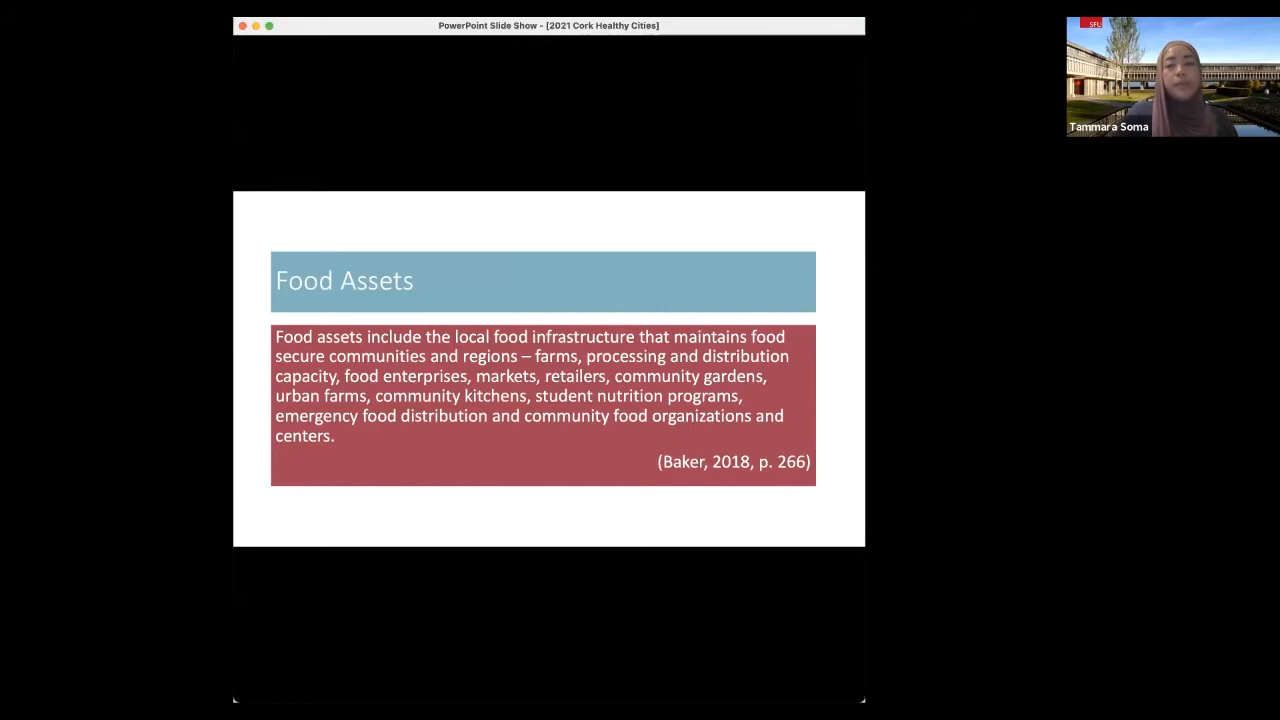 PowerPoint Slide Show - [2021 Cork Healthy Cities]
SFU
Tammara Soma
Food Assets
Food assets include the local food infrastructure that maintains food
secure communities and regions – farms, processing and distribution
capacity, food enterprises, markets, retailers, community gardens,
urban farms, community kitchens, student nutrition programs,
emergency food distribution and community food organizations and
centers.
(Baker, 2018, p. 266)